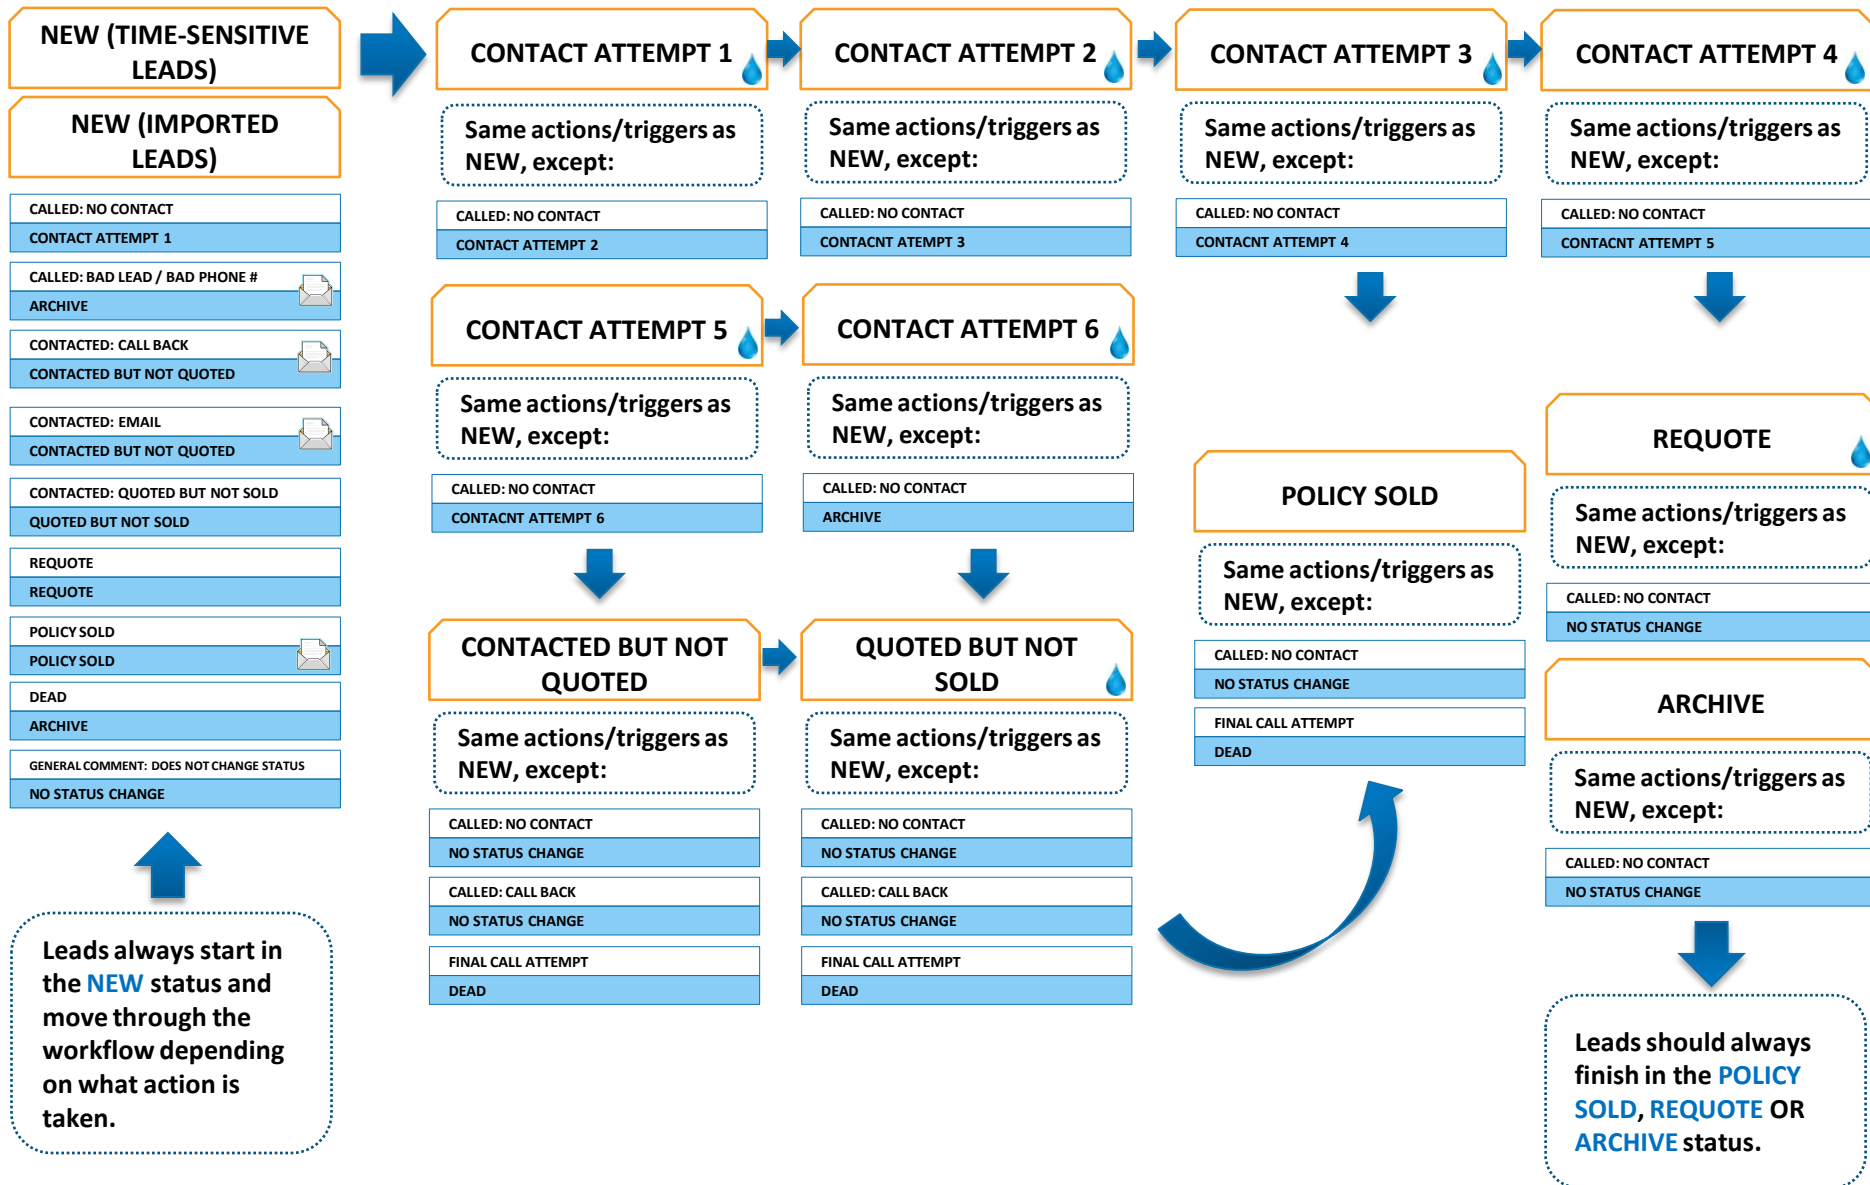 NEW (TIME-SENSITIVE
LEADS)
NEW (IMPORTED
LEADS)
CALLED: NO CONTACT
CONTACT ATTEMPT 1
CALLED: BAD LEAD / BAD PHONE #
ARCHIVE
CONTACTED: CALL BACK
CONTACTED BUT NOT QUOTED
CONTACTED: EMAIL
CONTACTED BUT NOT QUOTED
CONTACTED: QUOTED BUT NOT SOLD
QUOTED BUT NOT SOLD
REQUOTE
REQUOTE
POLICY SOLD
POLICY SOLD
DEAD
ARCHIVE
GENERAL COMMENT: DOES NOT CHANGE STATUS
NO STATUS CHANGE
Leads always start in
the NEW status and
move through the
workflow depending
on what action is
taken.
CONTACT ATTEMPT 1
Same actions/triggers as
NEW, except:
CALLED: NO CONTACT
CONTACT ATTEMPT 2
CONTACT ATTEMPT 2
Same actions/triggers as
NEW, except:
CALLED: NO CONTACT
CONTACNT ATEMPT 3
CONTACT ATTEMPT 3
Same actions/triggers as
NEW, except:
CALLED: NO CONTACT
CONTACNT ATTEMPT 4
CONTACT ATTEMPT 4
Same actions/triggers as
NEW, except:
CALLED: NO CONTACT
CONTACNT ATTEMPT 5
CONTACT ATTEMPT 5
Same actions/triggers as
NEW, except:
CALLED: NO CONTACT
CONTACNT ATTEMPT 6
CONTACT ATTEMPT 6
Same actions/triggers as
NEW, except:
CALLED: NO CONTACT
ARCHIVE
CONTACTED BUT NOT
QUOTED
Same actions/triggers as
NEW, except:
CALLED: NO CONTACT
NO STATUS CHANGE
CALLED: CALL BACK
NO STATUS CHANGE
FINAL CALL ATTEMPT
DEAD
QUOTED BUT NOT
SOLD
Same actions/triggers as
NEW, except:
CALLED: NO CONTACT
NO STATUS CHANGE
CALLED: CALL BACK
NO STATUS CHANGE
FINAL CALL ATTEMPT
DEAD
POLICY SOLD
Same actions/triggers as
NEW, except:
CALLED: NO CONTACT
NO STATUS CHANGE
FINAL CALL ATTEMPT
DEAD
REQUOTE
Same actions/triggers as
NEW, except:
CALLED: NO CONTACT
NO STATUS CHANGE
ARCHIVE
Same actions/triggers as
NEW, except:
CALLED: NO CONTACT
NO STATUS CHANGE
Leads should always
finish in the POLICY
SOLD, REQUOTE OR
ARCHIVE status.